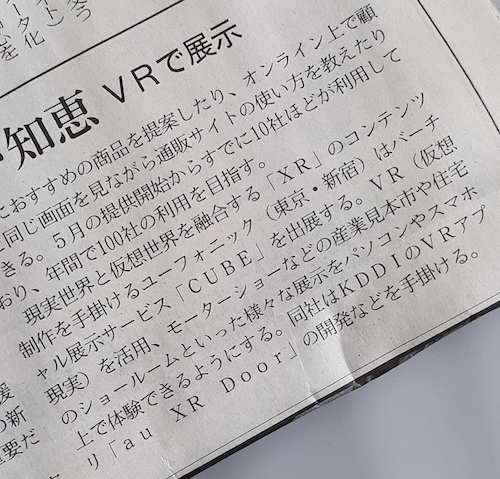 ・知恵 VRで展示
におすすめの商品を提案したり、オンライン上で顧
と同じ画面を見ながら通販サイトの使い方を教えたり
きる。5月の提供開始からすでに10社ほどが利用して
おり、年間で100社の利用を目指す。
現実世界と仮想世界を融合する「XR」のコンテンツ
制作を手掛けるユーフォニック(東京・新宿)はバーチ
ャル展示サービス「CUBE」を出展する。VR(仮想
現実)を活用、モーターショーなどの産業見本市や住宅
のショールームといった様々な展示をパソコンやスマホ
上で体験できるようにする。同社はKDDIのVRアプ
リ「au XR Door」の開発などを手掛ける。
援
の新
重要だ